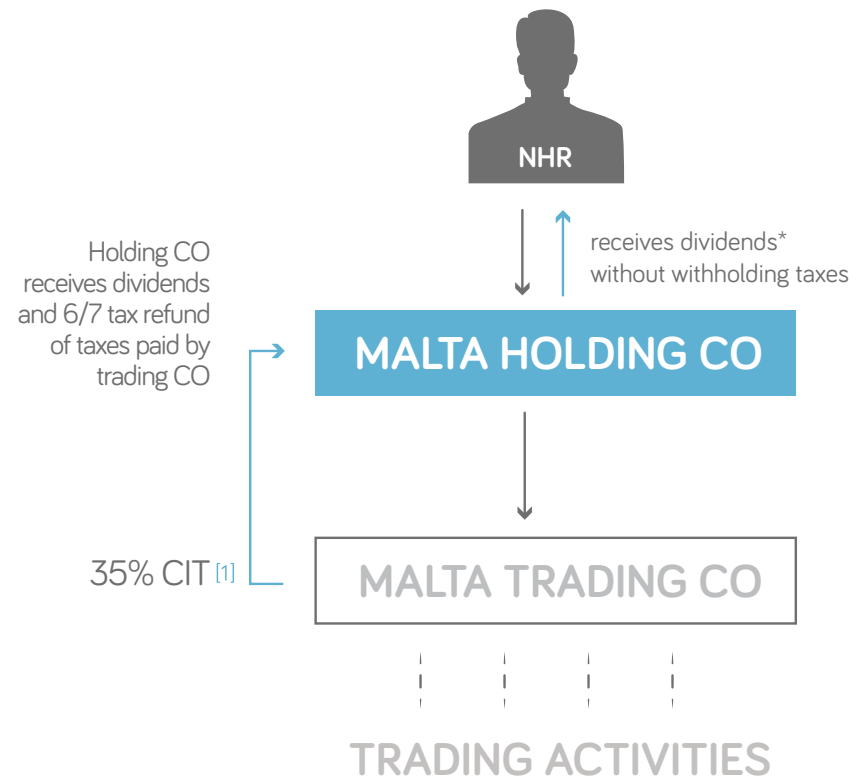 NHR
receives dividends*
without withholding taxes
Holding CO
receives dividends
and 6/7 tax refund
of taxes paid by
trading CO
MALTA HOLDING CO
35% CIT [1]
MALTA TRADING CO
TRADING ACTIVITIES